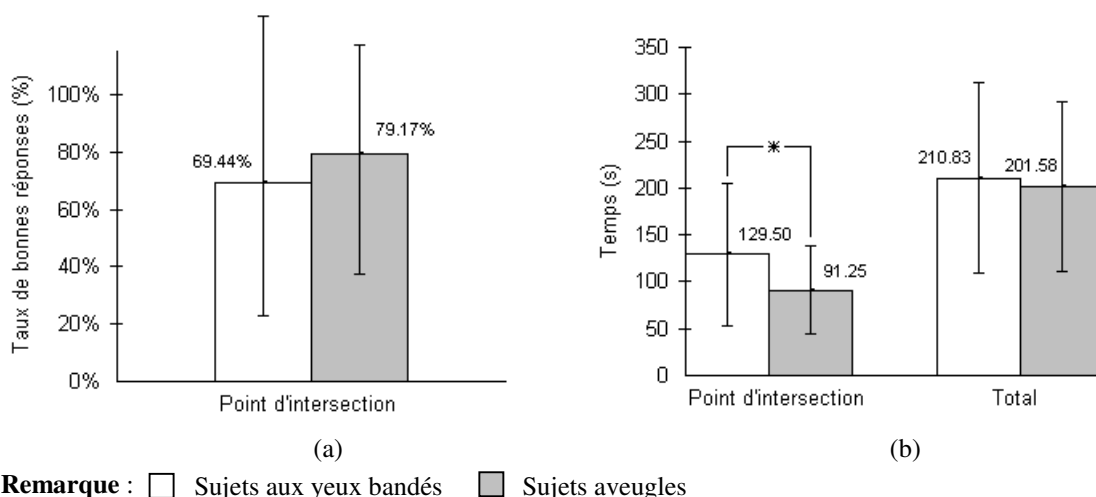 Taux de bonnes réponses (%)
100%
80%
60%
40%
20%
0%
69.44%
79.17%
Point d'intersection
(a)
Temps (s)
350
300
250
200
150
100
50
0
*
129.50
91.25
210.83
201.58
Point d'intersection
Total
(b)
Remarque : Sujets aux yeux bandés Sujets aveugles